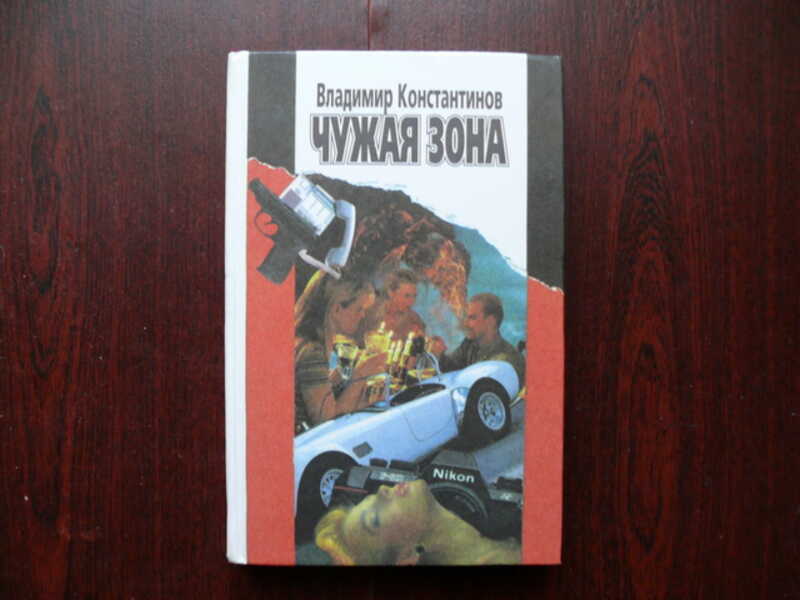 Владимир Константинов
ЧУЖАЯ ЗОНА
Nikon